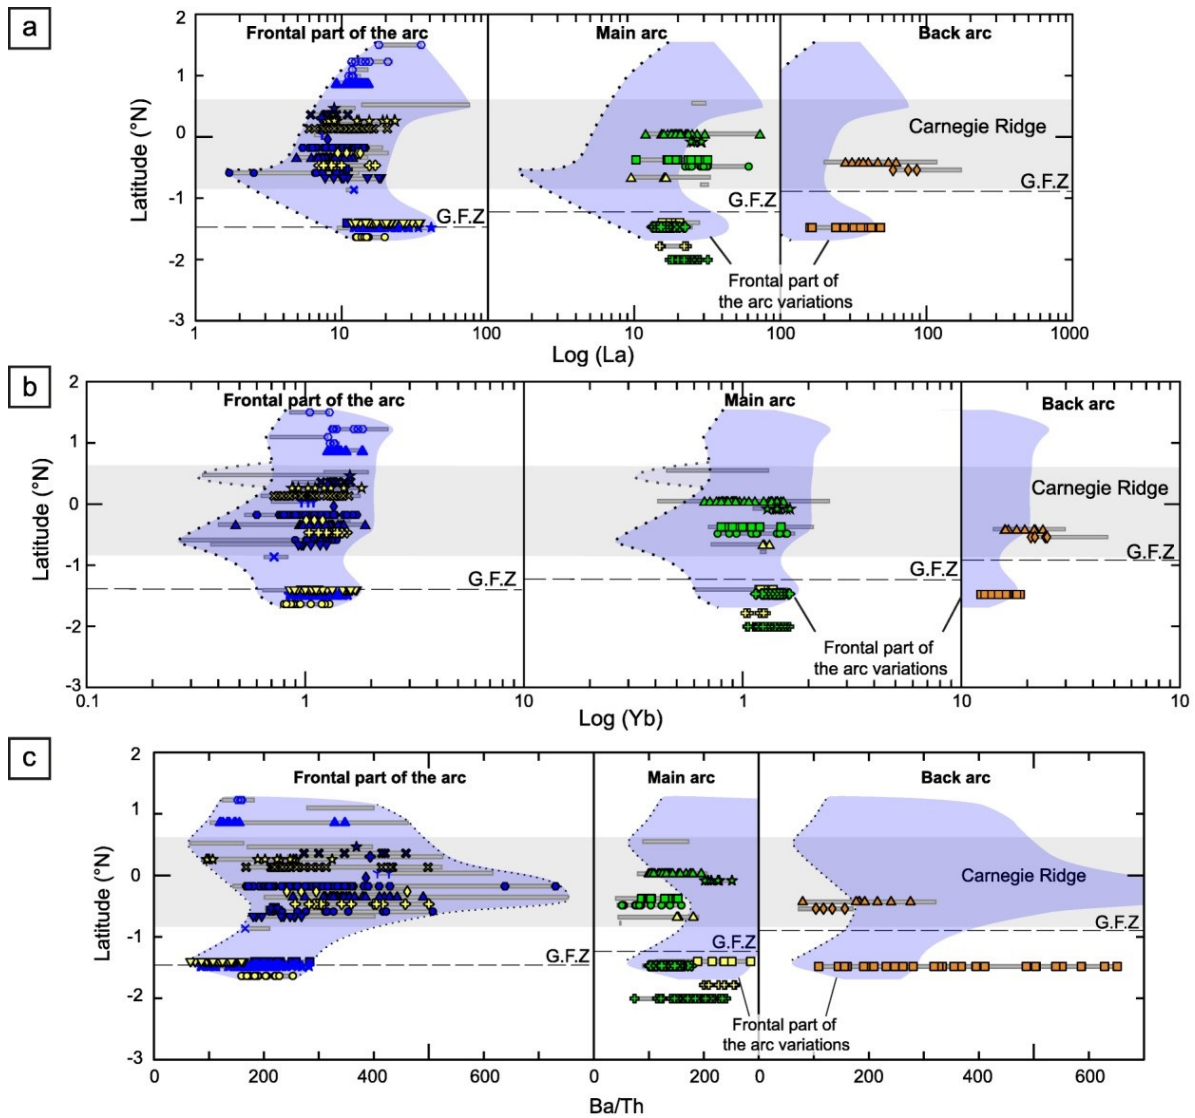 a
Frontal part of the arc
Main arc
Back arc
2
1
0
-1
-2
-3
Latitude (°N)
Carnegie Ridge
G.F.Z
G.F.Z
G.F.Z
Frontal part of
the arc variations
1
10
100
10
100
100
1000
Log (La)
b
Frontal part of the arc
Main arc
Back arc
2
1
0
-1
-2
-3
Latitude (°N)
Carnegie Ridge
G.F.Z
G.F.Z
G.F.Z
Frontal part of
the arc variations
0.1
1
10
1
10
10
Log (Yb)
c
Frontal part of the arc
Main arc
Back arc
2
1
0
-1
-2
-3
Latitude (°N)
Carnegie Ridge
G.F.Z
G.F.Z
G.F.Z
Frontal part of
the arc variations
0
200
400
600
0
200
0
200
400
600
Ba/Th